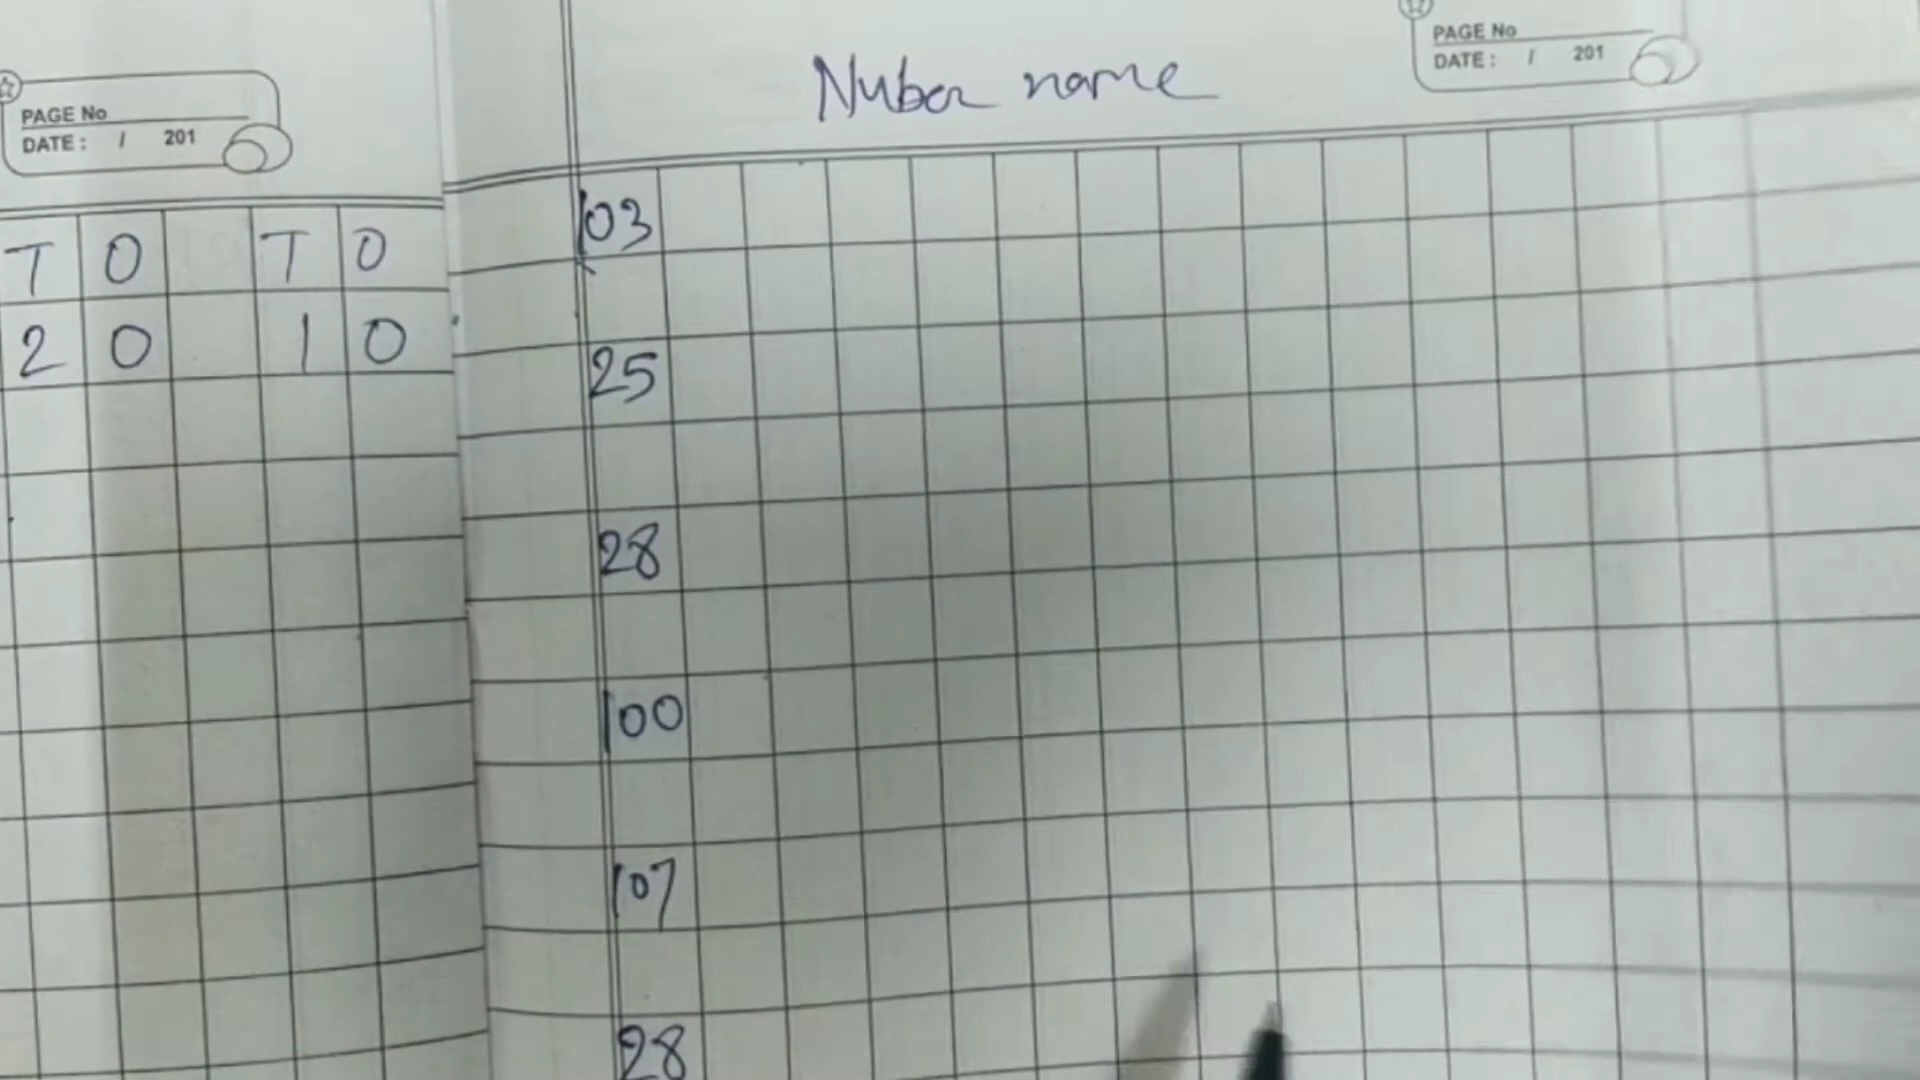 PAGE No
DATE: / 201
T O T O
2 0 1 0
Nuber name
PAGE No
DATE: / 201
103
25
28
100
107
28